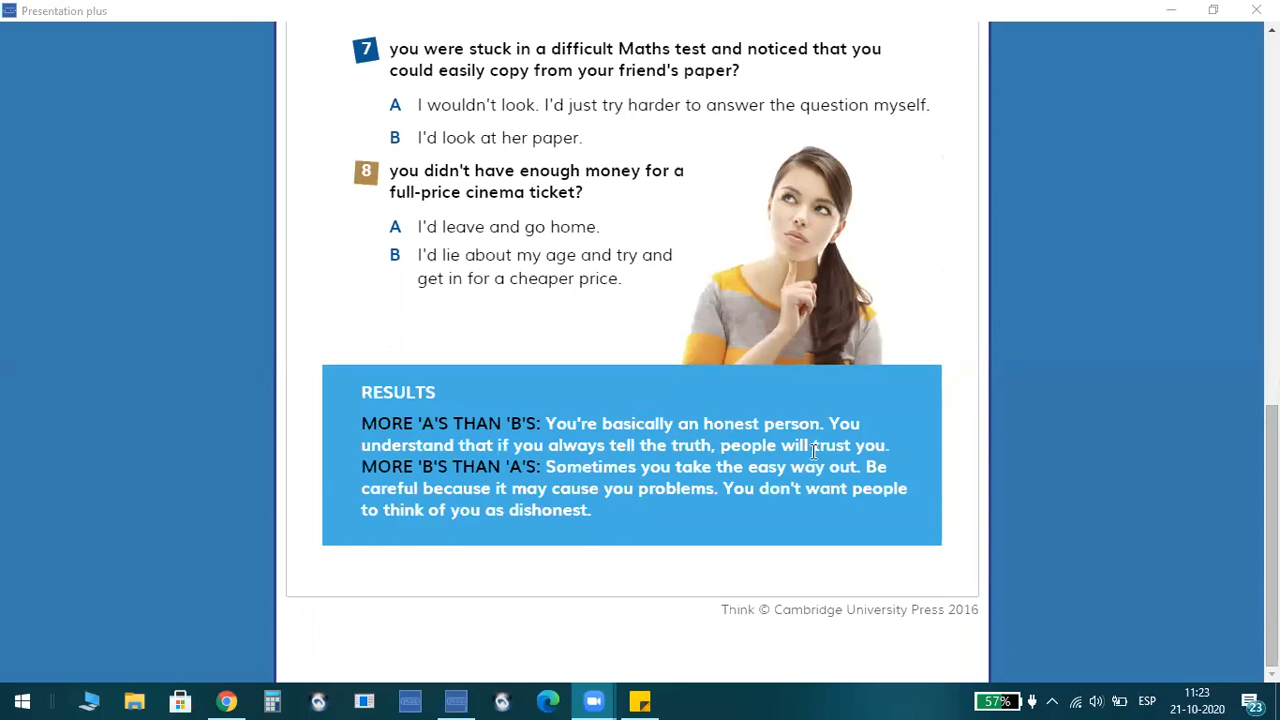 Presentation plus
7 you were stuck in a difficult Maths test and noticed that you
could easily copy from your friend's paper?
A I wouldn't look. I'd just try harder to answer the question myself.
B I'd look at her paper.
8 you didn't have enough money for a
full-price cinema ticket?
A I'd leave and go home.
B I'd lie about my age and try and
get in for a cheaper price.
RESULTS
MORE 'A'S THAN 'B'S: You're basically an honest person. You
understand that if you always tell the truth, people will trust you.
MORE 'B'S THAN 'A'S: Sometimes you take the easy way out. Be
careful because it may cause you problems. You don't want people
to think of you as dishonest.
Think © Cambridge University Press 2016
57%
ESP
11:23
21-10-2020
23